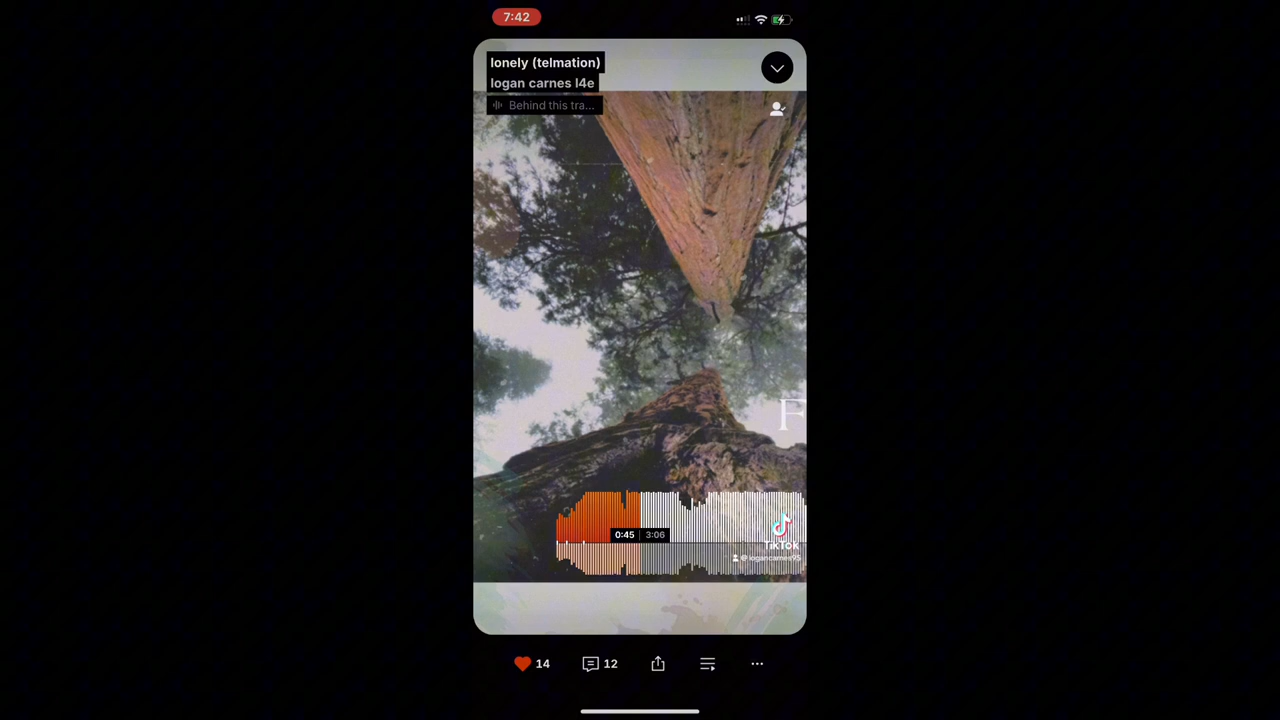 7:42
lonely (telmation)
logan carnes l4e
Behind this tra...
F
0:45 3:06
TikTok
14 12